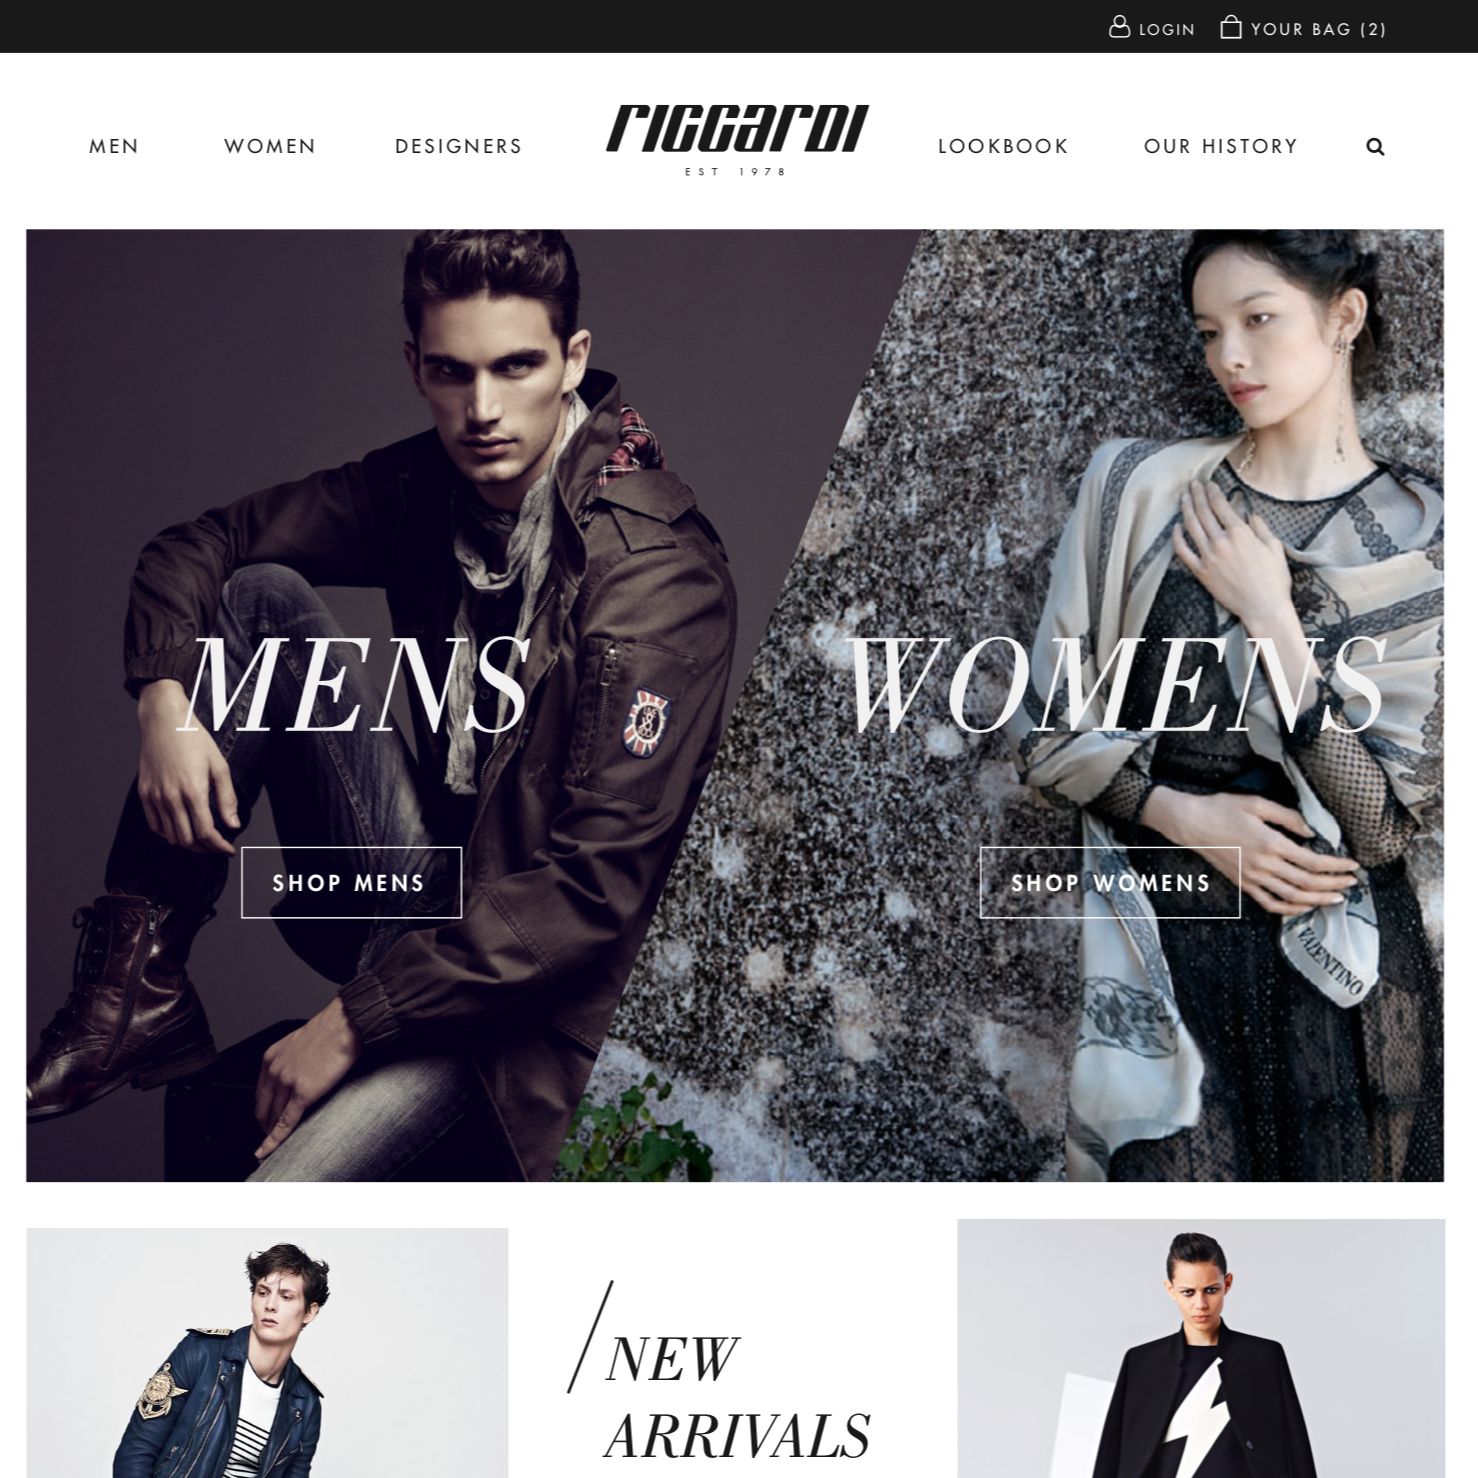 LOGIN
YOUR BAG (2)
MEN
WOMEN
DESIGNERS
riccardi
EST 1978
LOOKBOOK
OUR HISTORY
MENS
WOMENS
SHOP MENS
SHOP WOMENS
VALENTINO
NEW
ARRIVALS